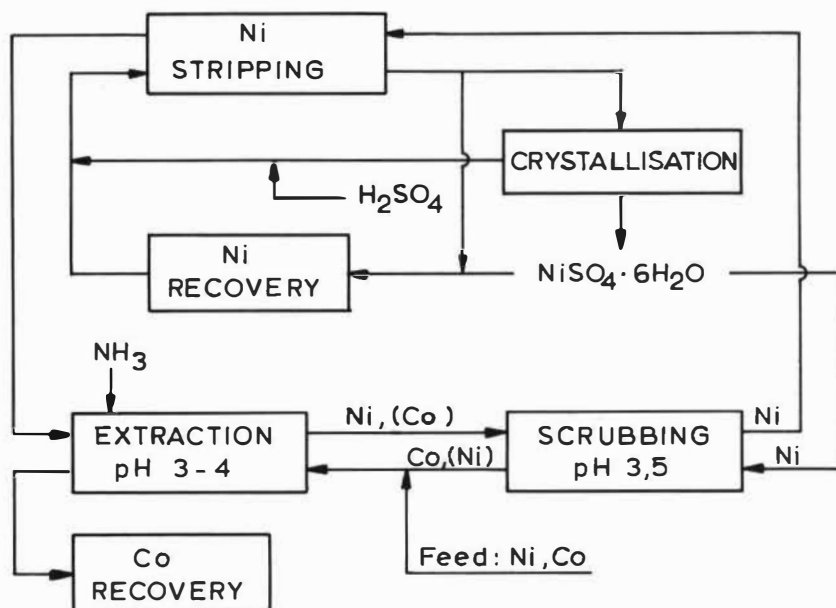 Ni
STRIPPING
CRYSTALLISATION
H₂SO₄
Ni
RECOVERY
NiSO₄·6H₂O
NH₃
EXTRACTION
pH 3-4
Ni,(Co)
Co,(Ni)
SCRUBBING
pH 3,5
Ni
Ni
Feed: Ni,Co
Co
RECOVERY